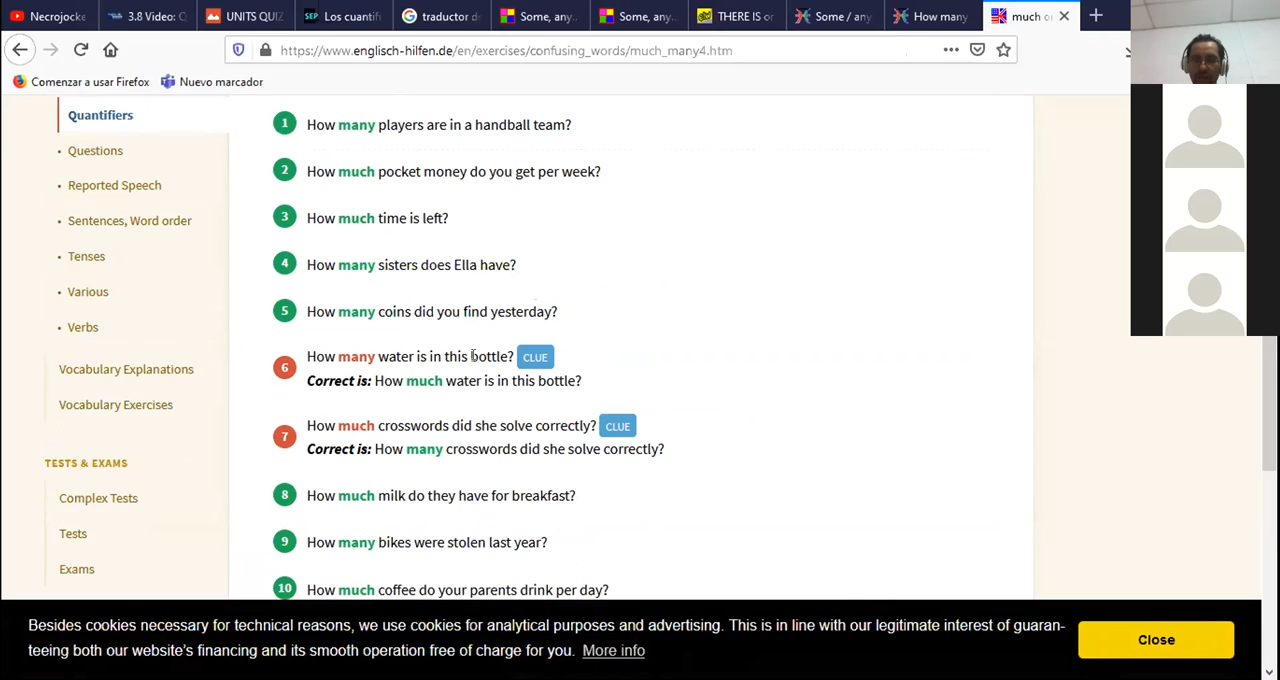 Necrojocke
3.8 Video: Q
UNITS QUIZ
SEP Los cuantifi
traductor de
Some, any..
Some, any..
THERE IS or
Some / any
How many
much o
https://www.englisch-hilfen.de/en/exercises/confusing_words/much_many4.htm
Comenzar a usar Firefox
Nuevo marcador
Quantifiers
Questions
Reported Speech
Sentences, Word order
Tenses
Various
Verbs
Vocabulary Explanations
Vocabulary Exercises
TESTS & EXAMS
Complex Tests
Tests
Exams
1 How many players are in a handball team?
2 How much pocket money do you get per week?
3 How much time is left?
4 How many sisters does Ella have?
5 How many coins did you find yesterday?
6 How many water is in this bottle? CLUE
Correct is: How much water is in this bottle?
7 How much crosswords did she solve correctly? CLUE
Correct is: How many crosswords did she solve correctly?
8 How much milk do they have for breakfast?
9 How many bikes were stolen last year?
10 How much coffee do your parents drink per day?
Besides cookies necessary for technical reasons, we use cookies for analytical purposes and advertising. This is in line with our legitimate interest of guaran-
teeing both our website's financing and its smooth operation free of charge for you. More info
Close